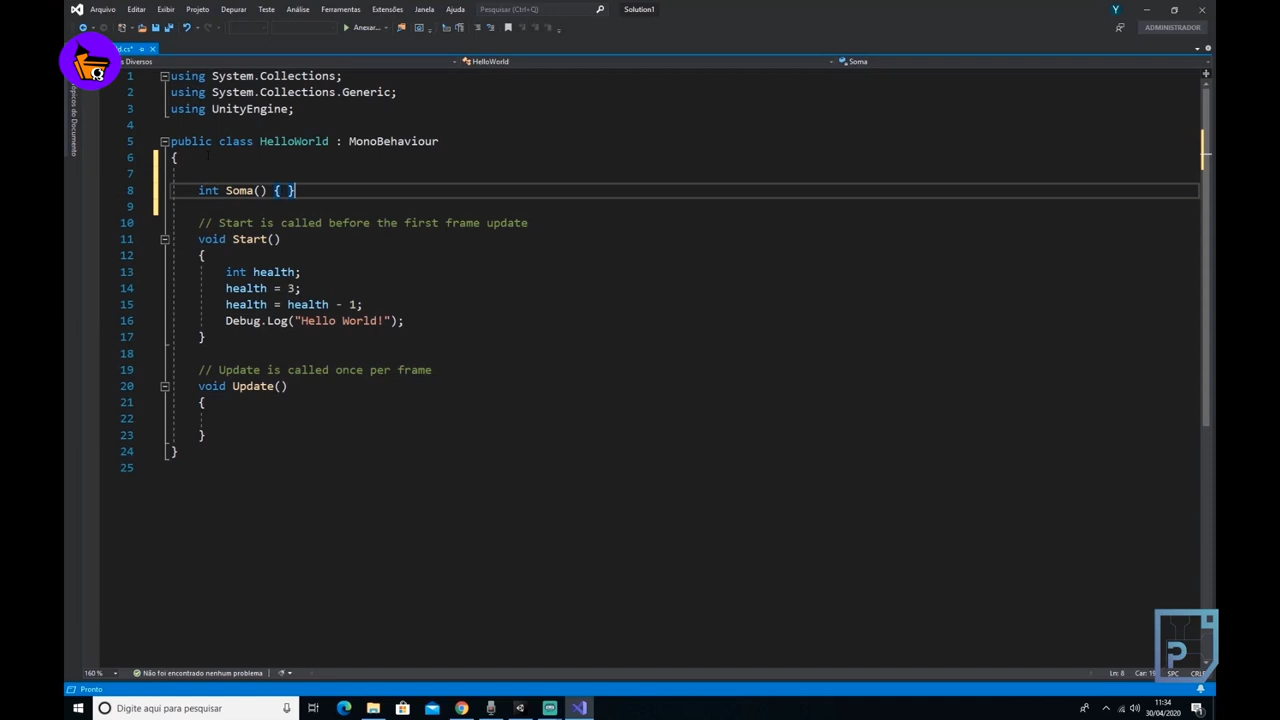 Arquivo Editar Exibir Projeto Depurar Teste Análise Ferramentas Extensões Janela Ajuda Pesquisar (Ctrl+Q) Solution1 Y
Anexar... ADMINISTRADOR
ld.cs*
Diversos HelloWorld Soma
1 using System.Collections;
2 using System.Collections.Generic;
3 using UnityEngine;
4
5 public class HelloWorld : MonoBehaviour
6 {
7
8 int Soma() { }
9
10 // Start is called before the first frame update
11 void Start()
12 {
13 int health;
14 health = 3;
15 health = health - 1;
16 Debug.Log("Hello World!");
17 }
18
19 // Update is called once per frame
20 void Update()
21 {
22
23 }
24 }
25
160 % Não foi encontrado nenhum problema Ln: 8 SPC CRLF
Pronto
Digite aqui para pesquisar 11:34
30/04/2020
P